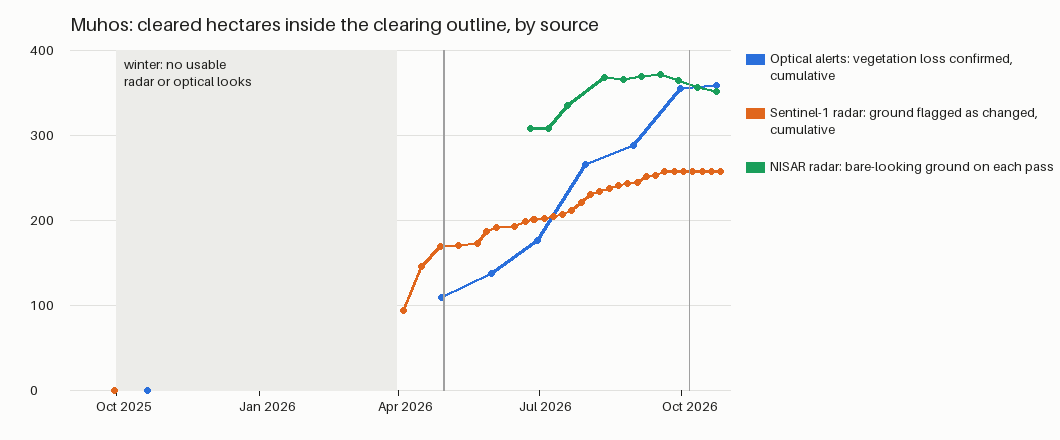 Muhos: cleared hectares inside the clearing outline, by source
400
300
200
100
0
winter: no usable
radar or optical looks
Oct 2025
Jan 2026
Apr 2026
Jul 2026
Oct 2026
Optical alerts: vegetation loss confirmed,
cumulative
Sentinel-1 radar: ground flagged as changed,
cumulative
NISAR radar: bare-looking ground on each pass